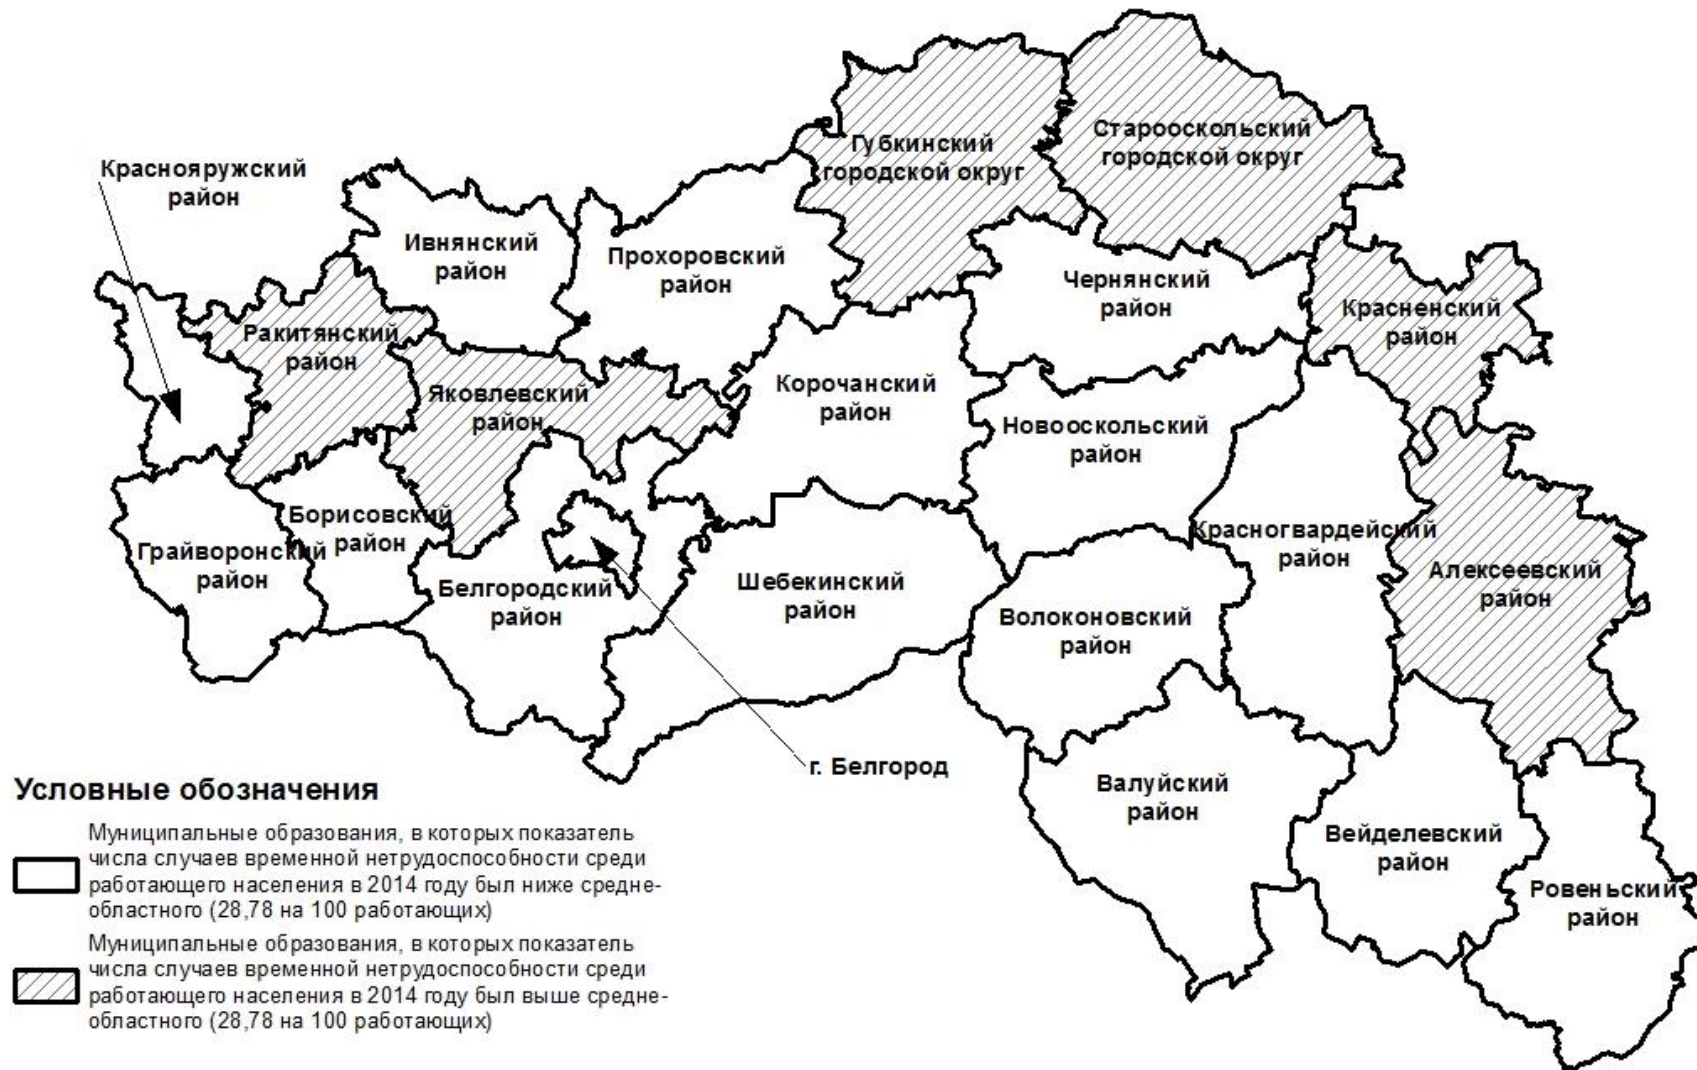 Старооскольский
городской округ
Губкинский
городской округ
Краснояружский
район
Ивнянский
район
Прохоровский
район
Чернянский
район
Красненский
район
Ракитянский
район
Яковлевский
район
Корочанский
район
Новооскольский
район
Борисовский
район
Грайворонский
район
Красногвардейский
район
Белгородский
район
Шебекинский
район
Алексеевский
район
Волоконовский
район
г. Белгород
Валуйский
район
Вейделевский
район
Ровеньский
район
Условные обозначения
Муниципальные образования, в которых показатель
числа случаев временной нетрудоспособности среди
работающего населения в 2014 году был ниже средне-
областного (28,78 на 100 работающих)
Муниципальные образования, в которых показатель
числа случаев временной нетрудоспособности среди
работающего населения в 2014 году был выше средне-
областного (28,78 на 100 работающих)